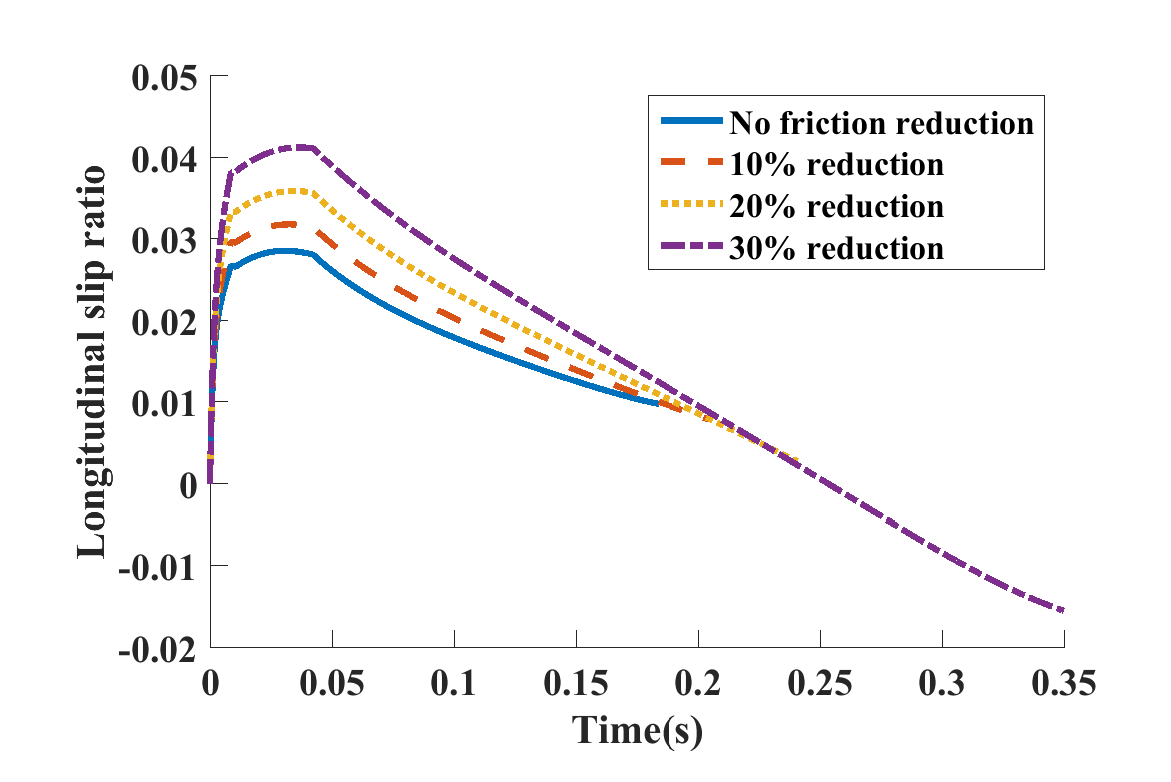 0.05
0.04
0.03
0.02
0.01
0
-0.01
-0.02
Longitudinal slip ratio
No friction reduction
10% reduction
20% reduction
30% reduction
0 0.05 0.1 0.15 0.2 0.25 0.3 0.35
Time(s)